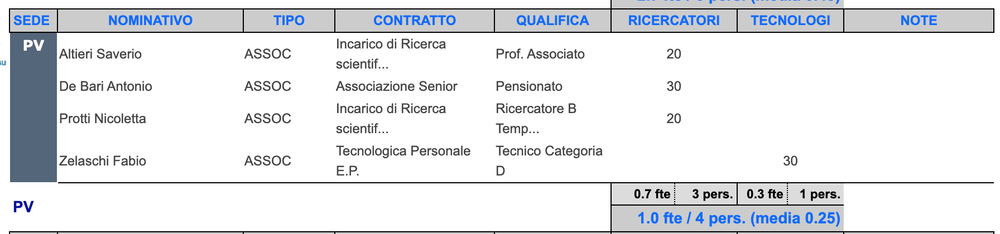 SEDE NOMINATIVO TIPO CONTRATTO QUALIFICA RICERCATORI TECNOLOGI NOTE
PV
Altieri Saverio ASSOC Incarico di Ricerca scientif... Prof. Associato 20
De Bari Antonio ASSOC Associazione Senior Pensionato 30
Protti Nicoletta ASSOC Incarico di Ricerca scientif... Ricercatore B Temp... 20
Zelaschi Fabio ASSOC Tecnologica Personale E.P. Tecnico Categoria D 30
0.7 fte 3 pers. 0.3 fte 1 pers.
PV
1.0 fte / 4 pers. (media 0.25)